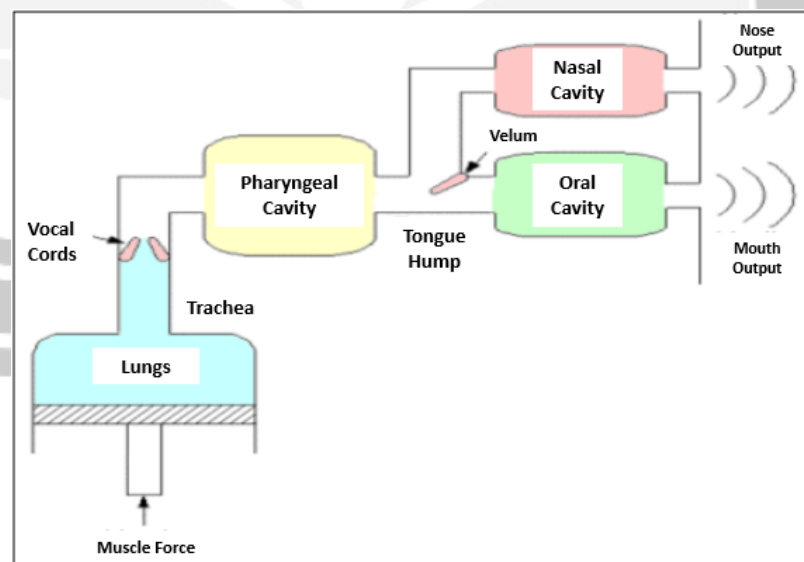 Nose
Output
Nasal
Cavity
Velum
Pharyngeal
Cavity
Oral
Cavity
Vocal
Cords
Tongue
Hump
Mouth
Output
Trachea
Lungs
Muscle Force